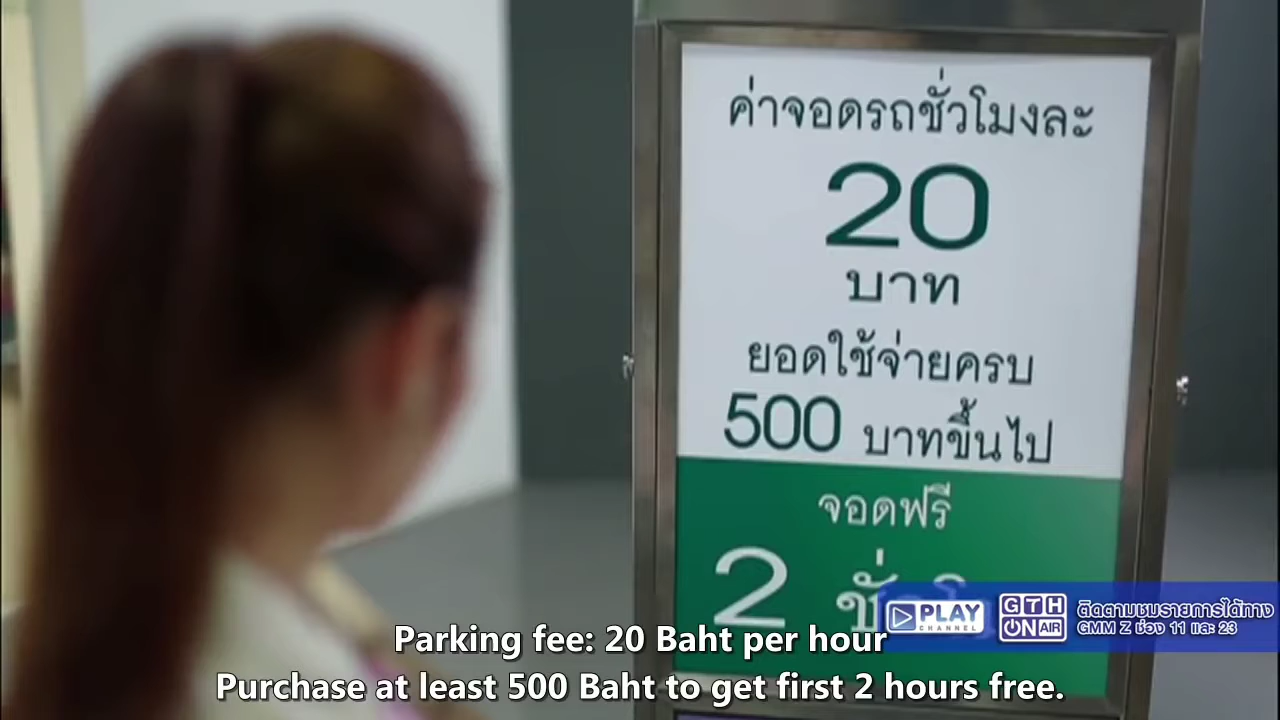 ค่าจอดรถชั่วโมงละ
20
บาท
ยอดใช้จ่ายครบ
500 บาทขึ้นไป
จอดฟรี
2
PLAY
CHANNEL
GTH
ON AIR
ติดตามชมรายการได้ทาง
GMM Z ช่อง 11 และ 23
Parking fee: 20 Baht per hour
Purchase at least 500 Baht to get first 2 hours free.